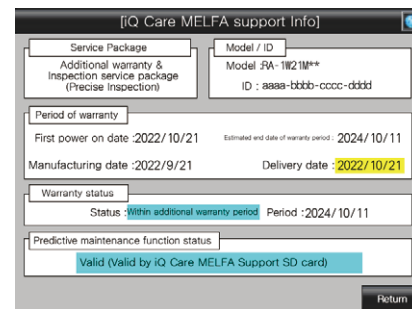 [iQ Care MELFA support Info]
Service Package
Additional warranty &
Inspection service package
(Precise Inspection)
Model / ID
Model :RA-1W21M**
ID : aaaa-bbbb-cccc-dddd
Period of warranty
First power on date :2022/10/21
Estimated end date of warranty period : 2024/10/11
Manufacturing date :2022/9/21
Delivery date : 2022/10/21
Warranty status
Status :Within additional warranty period Period :2024/10/11
Predictive maintenance function status
Valid (Valid by iQ Care MELFA Support SD card)
Return